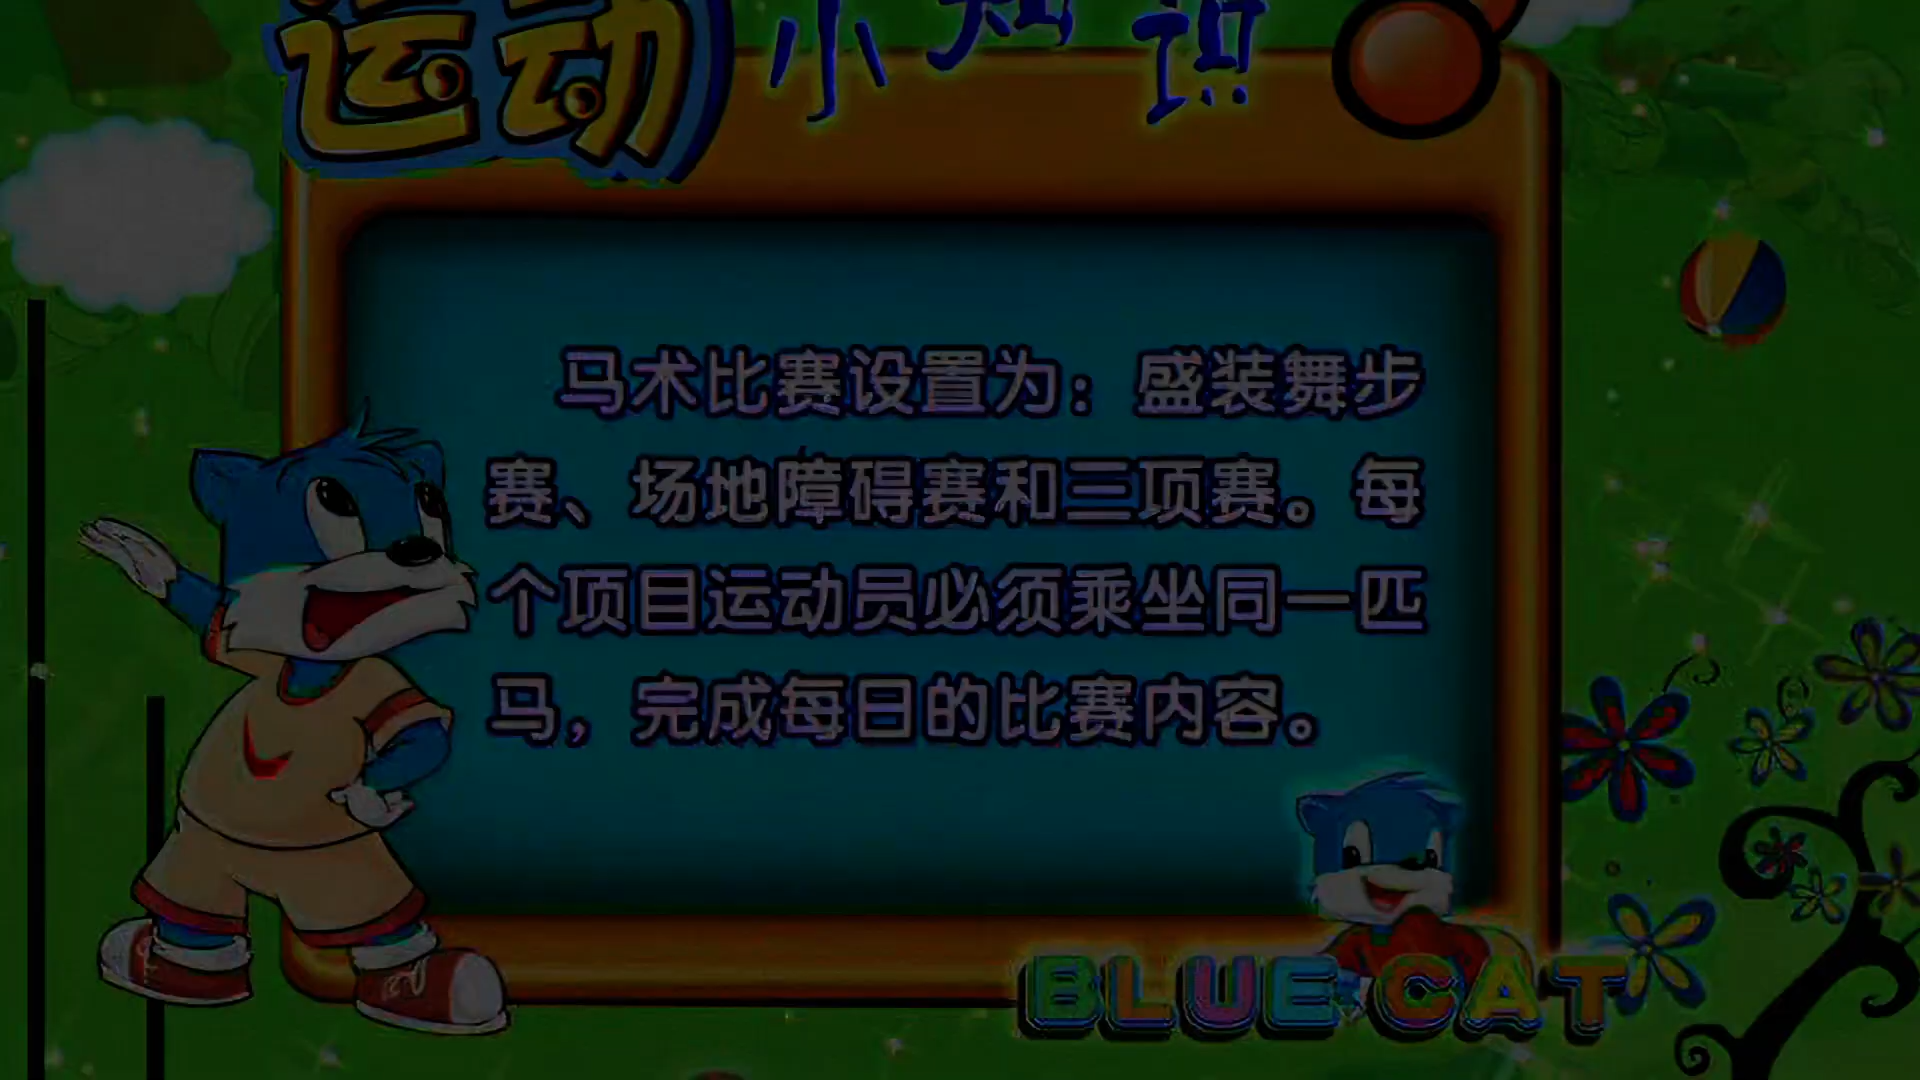 运动小知识
马术比赛设置为：盛装舞步
赛、场地障碍赛和三项赛。每
个项目运动员必须乘坐同一匹
马，完成每日的比赛内容。
BLUE CAT